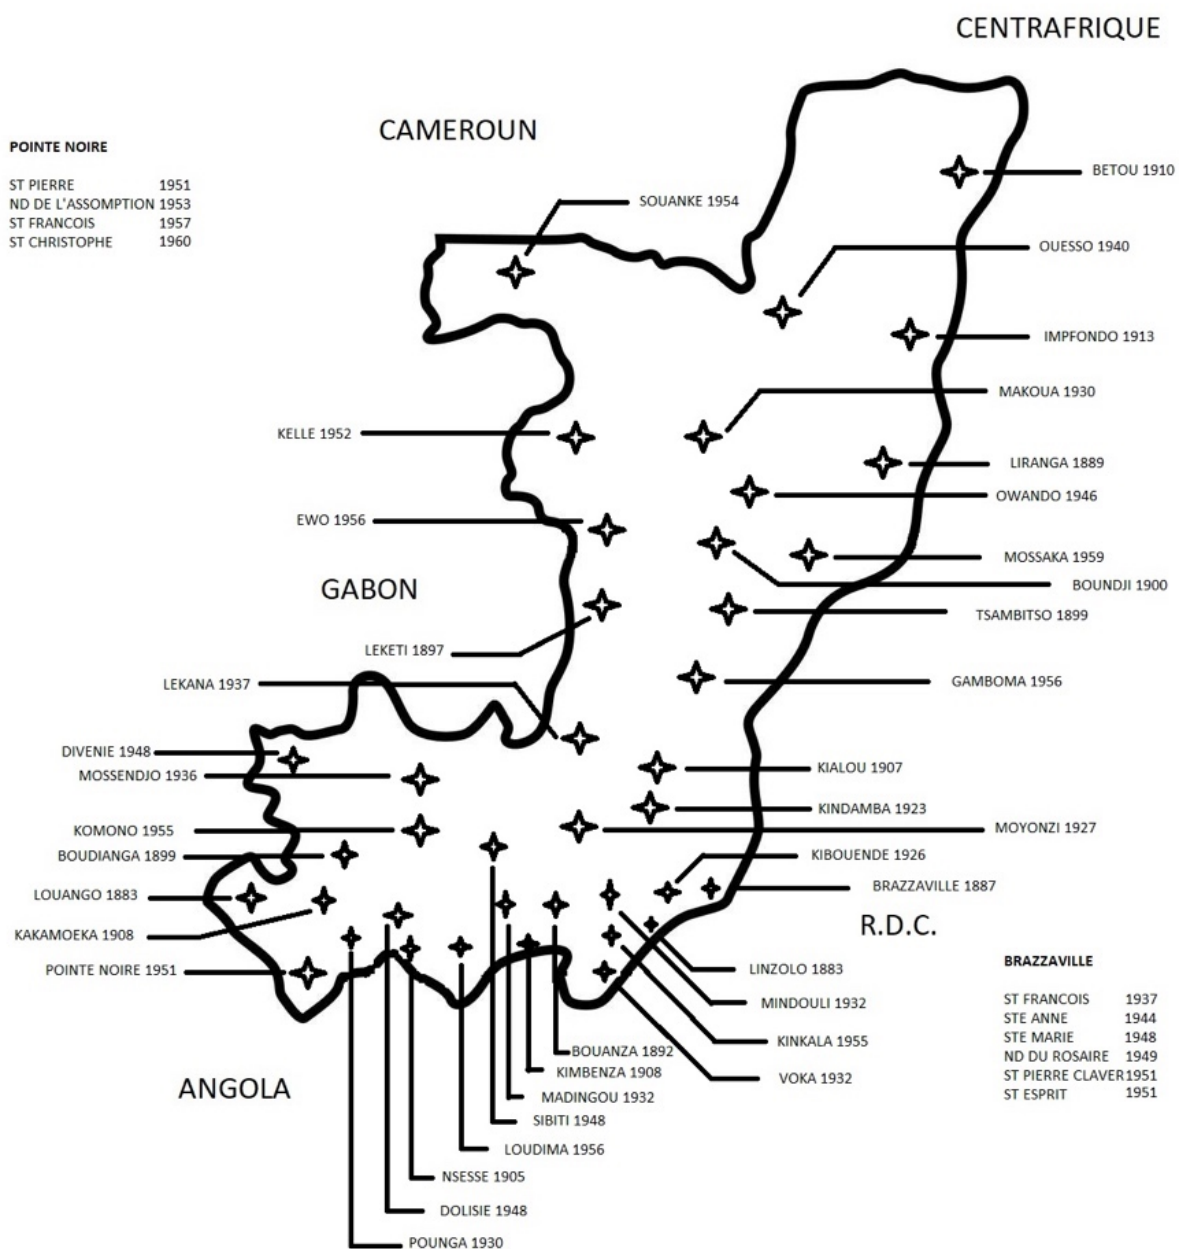 CENTRAFRIQUE
CAMEROUN
POINTE NOIRE
ST PIERRE 1951
ND DE L'ASSOMPTION 1953
ST FRANCOIS 1957
ST CHRISTOPHE 1960
BETOU 1910
SOUANKE 1954
OUESSO 1940
IMPFONDO 1913
MAKOUA 1930
KELLE 1952
LIRANGA 1889
OWANDO 1946
EWO 1956
MOSSAKA 1959
BOUNDJI 1900
GABON
TSAMBITSO 1899
LEKETI 1897
LEKANA 1937
GAMBOMA 1956
DIVENIE 1948
MOSSENDJO 1936
KIALOU 1907
KINDAMBA 1923
KOMONO 1955
MOYONZI 1927
BOUDIANGA 1899
KIBOUENDE 1926
BRAZZAVILLE 1887
LOUANGO 1883
R.D.C.
KAKAMOEKA 1908
POINTE NOIRE 1951
LINZOLO 1883
MINDOULI 1932
KINKALA 1955
VOKA 1932
BRAZZAVILLE
ST FRANCOIS 1937
STE ANNE 1944
STE MARIE 1948
ND DU ROSAIRE 1949
ST PIERRE CLAVER 1951
ST ESPRIT 1951
ANGOLA
BOUANZA 1892
KIMBENZA 1908
MADINGOU 1932
SIBITI 1948
LOUDIMA 1956
NSESSE 1905
DOLISIE 1948
POUNGA 1930